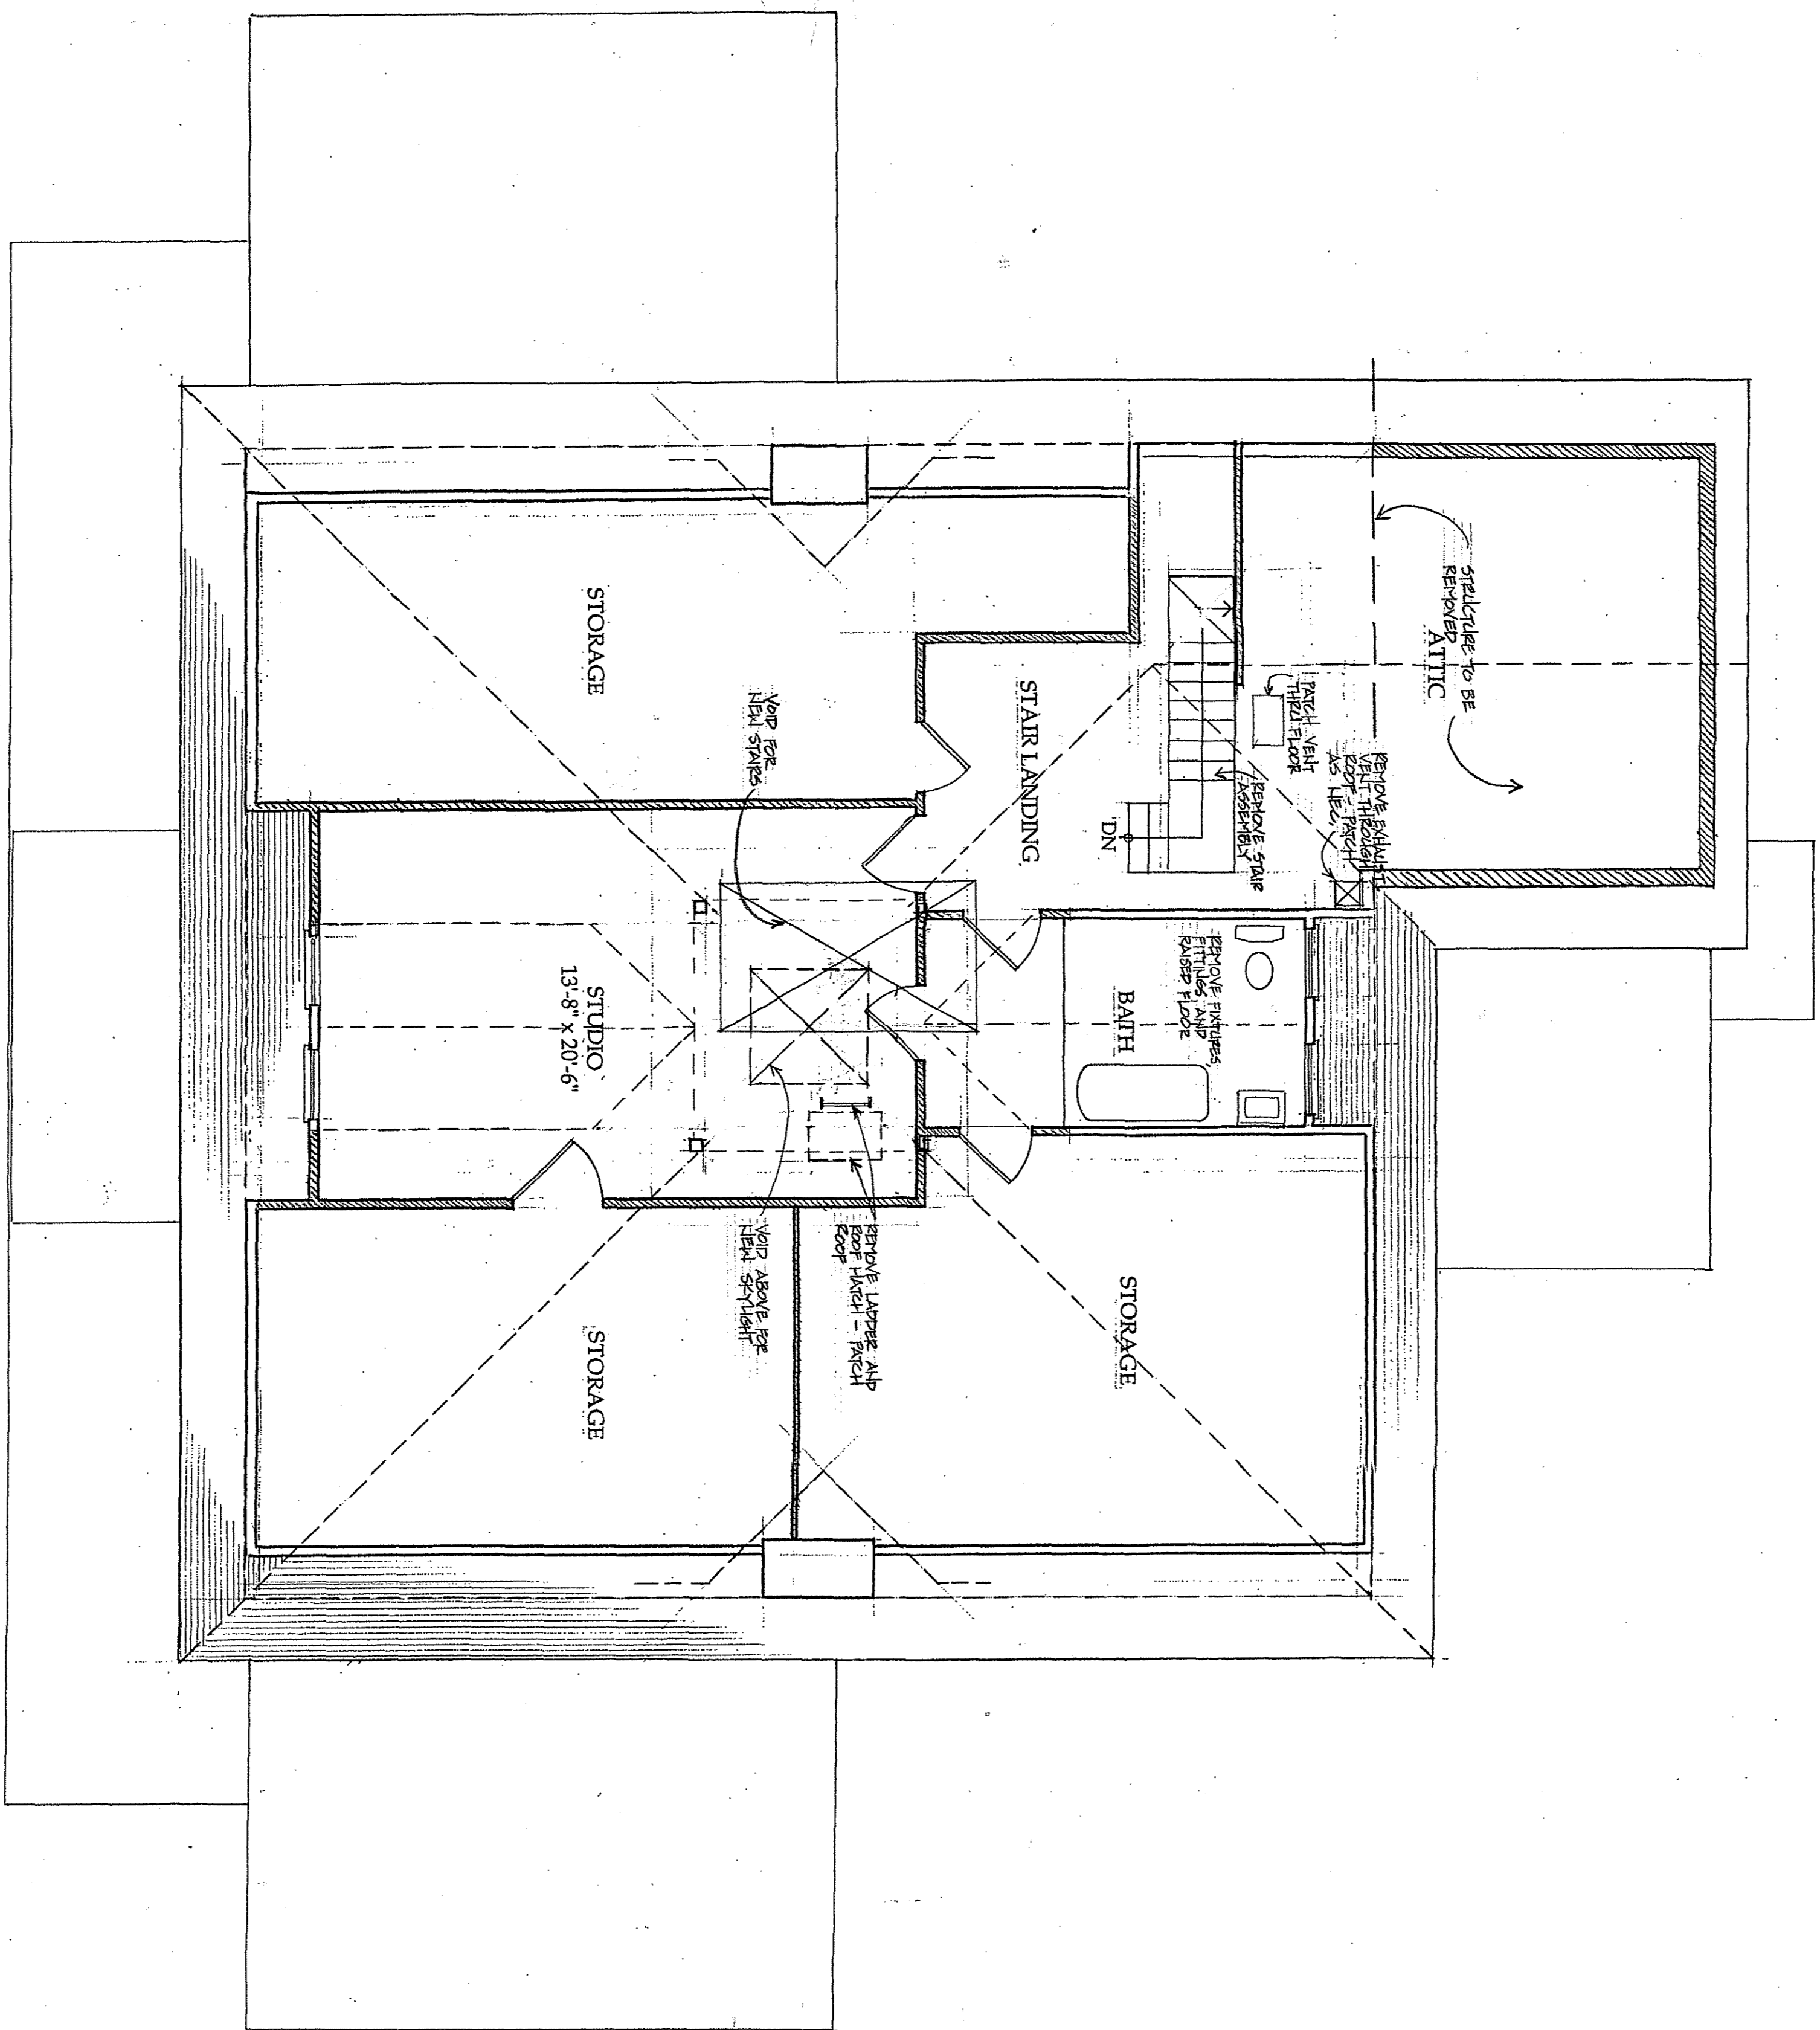 STRUCTURE TO BE
REMOVED
ATTIC
REMOVE EXHAUST
VENT THROUGH
ROOF - PATCH
AS NEC.
PATCH VENT
THRU FLOOR
REMOVE STAIR
ASSEMBLY
DN
STAIR LANDING
REMOVE FIXTURES,
FITTINGS AND
RAISED FLOOR
BATH
STORAGE
REMOVE LADDER AND
ROOF HATCH - PATCH
ROOF
VOID ABOVE FOR
NEW SKYLIGHT
VOID FOR
NEW STAIRS
STORAGE
STUDIO
13'-8" x 20'-6"
STORAGE